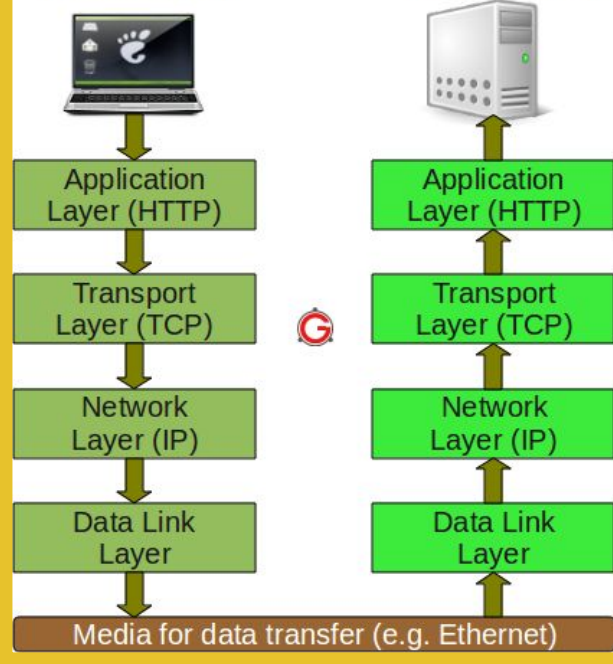 Application
Layer (HTTP)
Transport
Layer (TCP)
Network
Layer (IP)
Data Link
Layer
Application
Layer (HTTP)
Transport
Layer (TCP)
Network
Layer (IP)
Data Link
Layer
G
Media for data transfer (e.g. Ethernet)